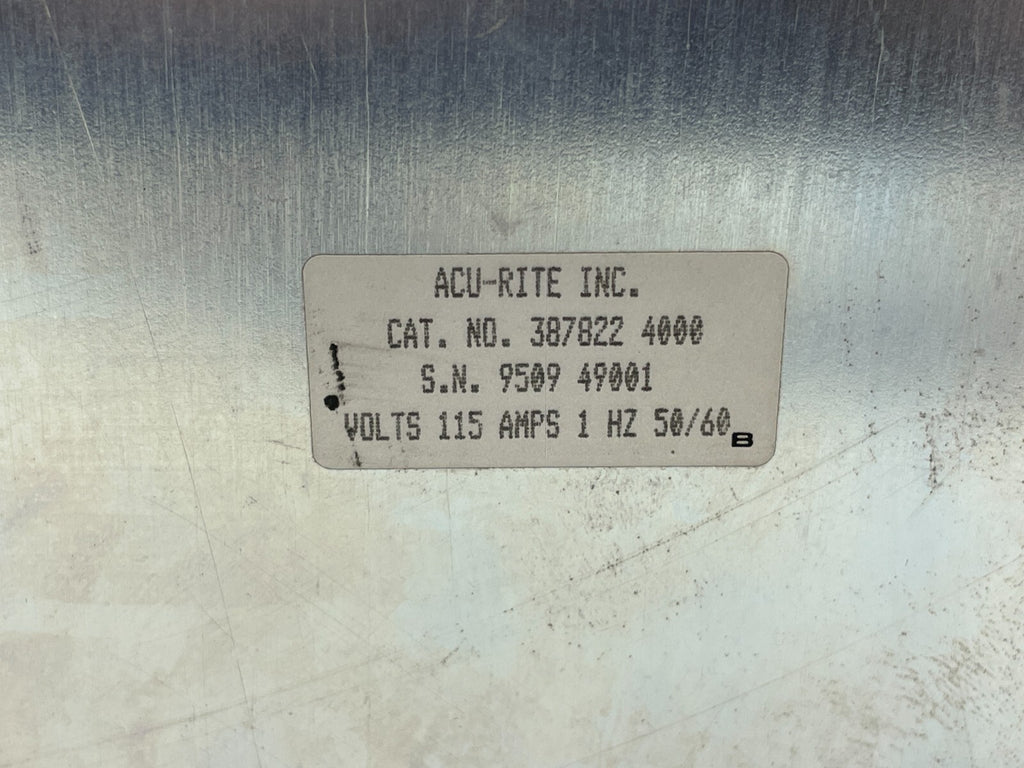 ACU-RITE INC.
CAT. NO. 387822 4000
S.N. 9509 49001
VOLTS 115 AMPS 1 HZ 50/60
B